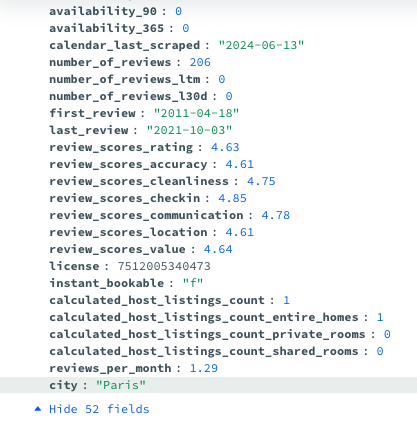 availability_90 : 0
availability_365 : 0
calendar_last_scraped : "2024-06-13"
number_of_reviews : 206
number_of_reviews_ltm : 0
number_of_reviews_l30d : 0
first_review : "2011-04-18"
last_review : "2021-10-03"
review_scores_rating : 4.63
review_scores_accuracy : 4.61
review_scores_cleanliness : 4.75
review_scores_checkin : 4.85
review_scores_communication : 4.78
review_scores_location : 4.61
review_scores_value : 4.64
license : 7512005340473
instant_bookable : "f"
calculated_host_listings_count : 1
calculated_host_listings_count_entire_homes : 1
calculated_host_listings_count_private_rooms : 0
calculated_host_listings_count_shared_rooms : 0
reviews_per_month : 1.29
city : "Paris"
Hide 52 fields